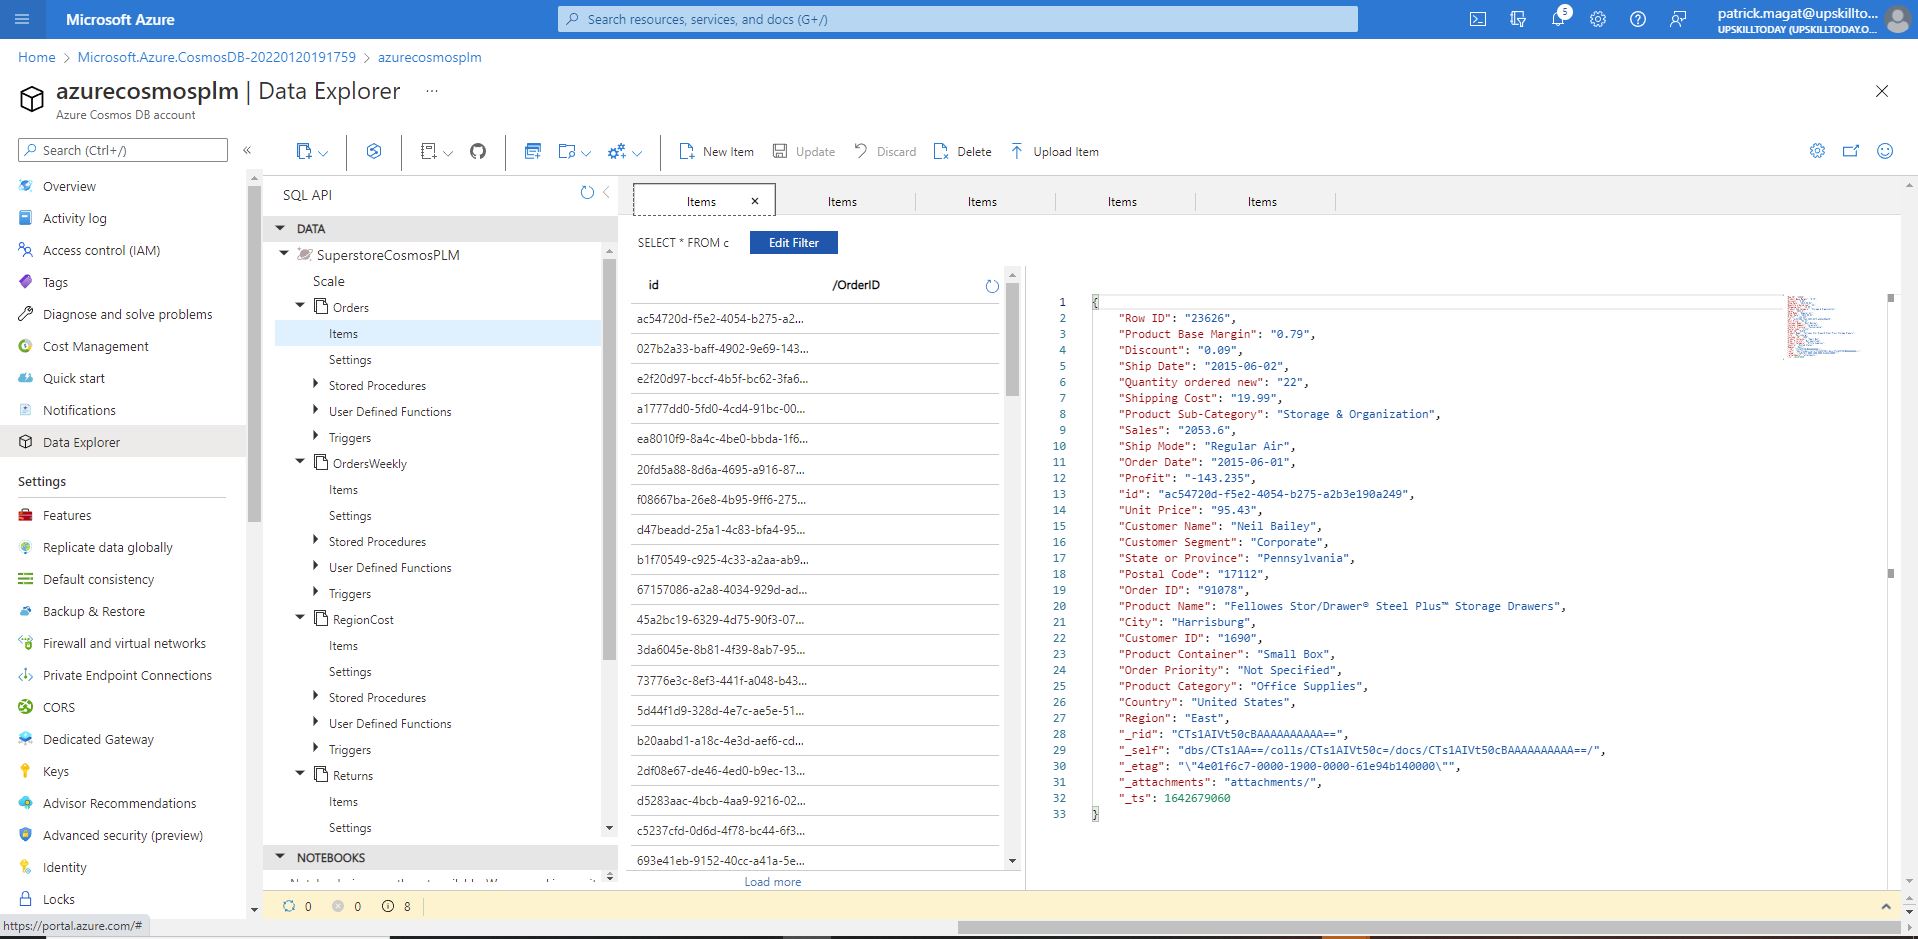 Microsoft Azure
Search resources, services, and docs (G+/)
5
patrick.magat@upskillto...
UPSKILLTODAY (UPSKILLTODAY.O...
Home > Microsoft.Azure.CosmosDB-20220120191759 > azurecosmosplm
azurecosmosplm | Data Explorer ...
Azure Cosmos DB account
Search (Ctrl+/)
«
New Item
Update
Discard
Delete
Upload Item
Overview
Activity log
Access control (IAM)
Tags
Diagnose and solve problems
Cost Management
Quick start
Notifications
Data Explorer
Settings
Features
Replicate data globally
Default consistency
Backup & Restore
Firewall and virtual networks
Private Endpoint Connections
CORS
Dedicated Gateway
Keys
Advisor Recommendations
Advanced security (preview)
Identity
Locks
https://portal.azure.com/#
SQL API
DATA
SuperstoreCosmosPLM
Scale
Orders
Items
Settings
Stored Procedures
User Defined Functions
Triggers
OrdersWeekly
Items
Settings
Stored Procedures
User Defined Functions
Triggers
RegionCost
Items
Settings
Stored Procedures
User Defined Functions
Triggers
Returns
Items
Settings
NOTEBOOKS
0 0 8
Items Items Items Items Items
SELECT * FROM c
Edit Filter
id /OrderID
ac54720d-f5e2-4054-b275-a2...
027b2a33-baff-4902-9e69-143...
e2f20d97-bccf-4b5f-bc62-3fa6...
a1777dd0-5fd0-4cd4-91bc-00...
ea8010f9-8a4c-4be0-bbda-1f6...
20fd5a88-8d6a-4695-a916-87...
f08667ba-26e8-4b95-9ff6-275...
d47beadd-25a1-4c83-bfa4-95...
b1f70549-c925-4c33-a2aa-ab9...
67157086-a2a8-4034-929d-ad...
45a2bc19-6329-4d75-90f3-07...
3da6045e-8b81-4f39-8ab7-95...
73776e3c-8ef3-441f-a048-b43...
5d44f1d9-328d-4e7c-ae5e-51...
b20aabd1-a18c-4e3d-aef6-cd...
2df08e67-de46-4ed0-b9ec-13...
d5283aac-4bcb-4aa9-9216-02...
c5237cfd-0d6d-4f78-bc44-6f3...
693e41eb-9152-40cc-a41a-5e...
Load more
1 {
2 "Row ID": "23626",
3 "Product Base Margin": "0.79",
4 "Discount": "0.09",
5 "Ship Date": "2015-06-02",
6 "Quantity ordered new": "22",
7 "Shipping Cost": "19.99",
8 "Product Sub-Category": "Storage & Organization",
9 "Sales": "2053.6",
10 "Ship Mode": "Regular Air",
11 "Order Date": "2015-06-01",
12 "Profit": "-143.235",
13 "id": "ac54720d-f5e2-4054-b275-a2b3e190a249",
14 "Unit Price": "95.43",
15 "Customer Name": "Neil Bailey",
16 "Customer Segment": "Corporate",
17 "State or Province": "Pennsylvania",
18 "Postal Code": "17112",
19 "Order ID": "91078",
20 "Product Name": "Fellowes Stor/Drawer® Steel Plus™ Storage Drawers",
21 "City": "Harrisburg",
22 "Customer ID": "1690",
23 "Product Container": "Small Box",
24 "Order Priority": "Not Specified",
25 "Product Category": "Office Supplies",
26 "Country": "United States",
27 "Region": "East",
28 "_rid": "CTs1AIVt50cBAAAAAAAAAA==",
29 "_self": "dbs/CTs1AA==/colls/CTs1AIVt50c=/docs/CTs1AIVt50cBAAAAAAAAAA==/",
30 "_etag": "\"4e01f6c7-0000-1900-0000-61e94b140000\"",
31 "_attachments": "attachments/",
32 "_ts": 1642679060
33 }